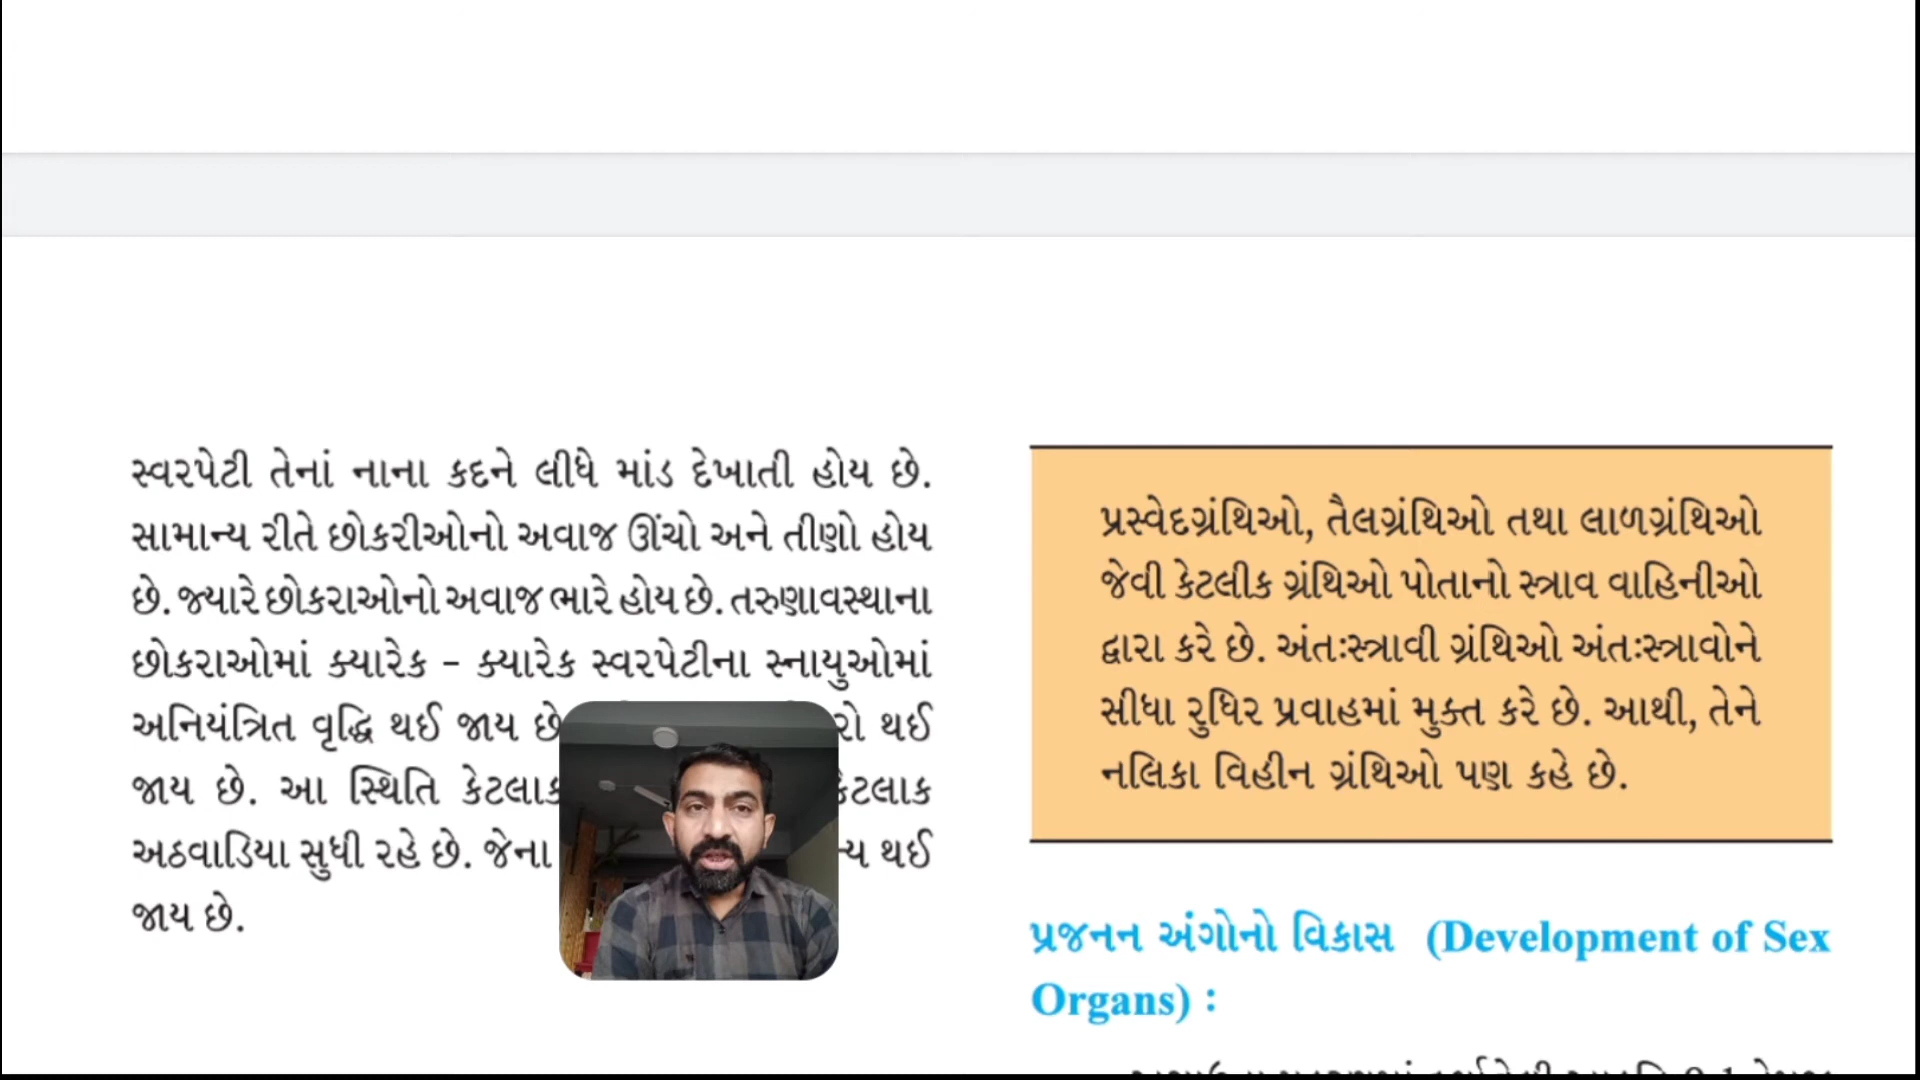 સ્વરપેટી તેનાં નાના કદને લીધે માંડ દેખાતી હોય છે.
સામાન્ય રીતે છોકરીઓનો અવાજ ઊંચો અને તીણો હોય
છે. જ્યારે છોકરાઓનો અવાજ ભારે હોય છે. તરુણાવસ્થાના
છોકરાઓમાં ક્યારેક – ક્યારેક સ્વરપેટીના સ્નાયુઓમાં
અનિયંત્રિત વૃદ્ધિ થઈ જાય છે થઈ
જાય છે. આ સ્થિતિ કેટલાક કેટલાક
અઠવાડિયા સુધી રહે છે. જેના થઈ
જાય છે.
પ્રસ્વેદગ્રંથિઓ, તૈલગ્રંથિઓ તથા લાળગ્રંથિઓ
જેવી કેટલીક ગ્રંથિઓ પોતાનો સ્ત્રાવ વાહિનીઓ
દ્વારા કરે છે. અંતઃસ્ત્રાવી ગ્રંથિઓ અંતઃસ્ત્રાવોને
સીધા રુધિર પ્રવાહમાં મુક્ત કરે છે. આથી, તેને
નલિકા વિહીન ગ્રંથિઓ પણ કહે છે.
પ્રજનન અંગોનો વિકાસ (Development of Sex
Organs) :